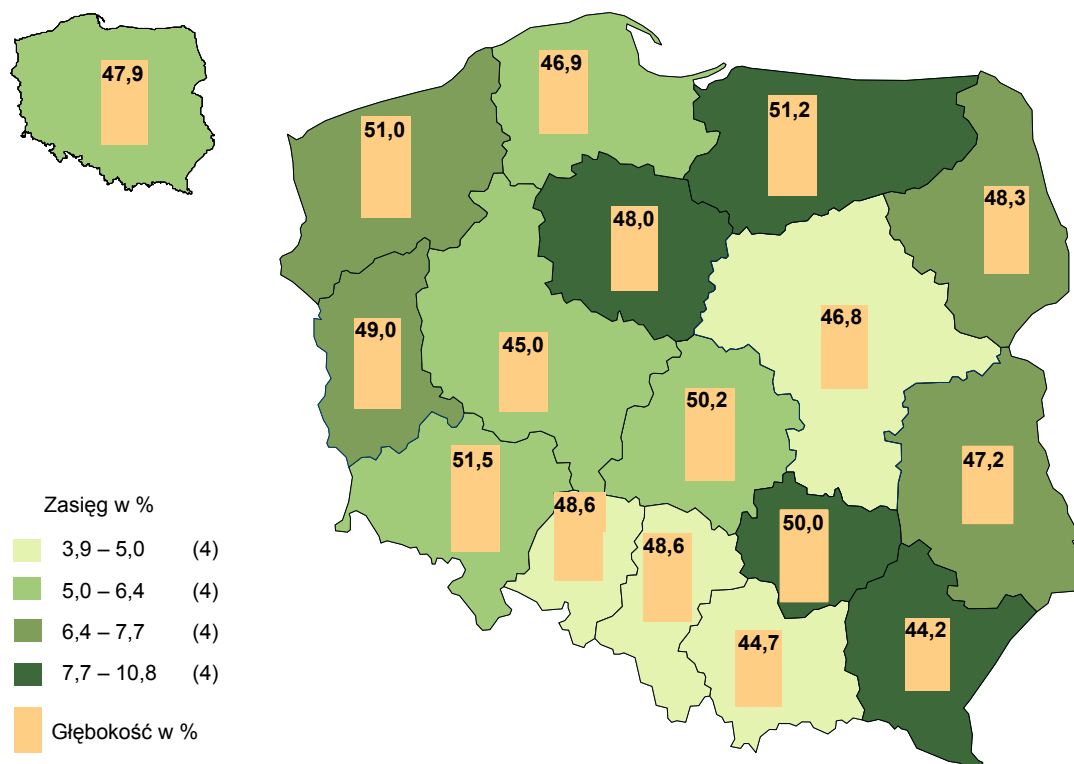 47,9
46,9
51,2
51,0
48,3
48,0
46,8
49,0
45,0
50,2
51,5
47,2
48,6
50,0
48,6
44,2
44,7
Zasięg w %
3,9 – 5,0 (4)
5,0 – 6,4 (4)
6,4 – 7,7 (4)
7,7 – 10,8 (4)
Głębokość w %